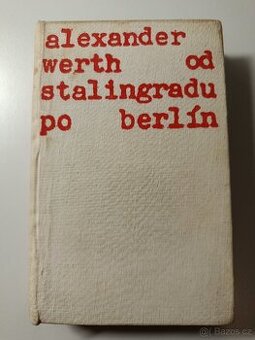 alexander
werth od
stalingradu
po berlín
Bazos.cz